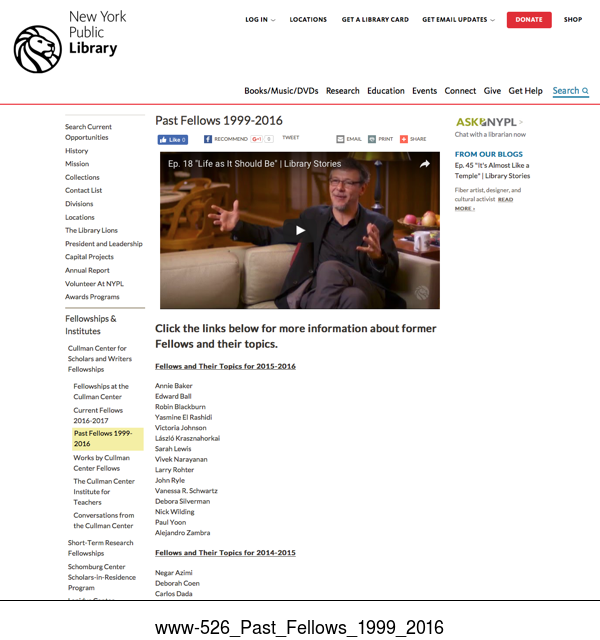 New York
Public
Library
LOG IN
LOCATIONS
GET A LIBRARY CARD
GET EMAIL UPDATES
DONATE
SHOP
Books/Music/DVDs
Research
Education
Events
Connect
Give
Get Help
Search
Search Current
Opportunities
History
Mission
Collections
Contact List
Divisions
Locations
The Library Lions
President and Leadership
Capital Projects
Annual Report
Volunteer At NYPL
Awards Programs
Fellowships &
Institutes
Cullman Center for
Scholars and Writers
Fellowships
Fellowships at the
Cullman Center
Current Fellows
2016-2017
Past Fellows 1999-
2016
Works by Cullman
Center Fellows
The Cullman Center
Institute for
Teachers
Conversations from
the Cullman Center
Short-Term Research
Fellowships
Schomburg Center
Scholars-in-Residence
Program
Past Fellows 1999-2016
Like 0
RECOMMEND
G+1 0
TWEET
EMAIL
PRINT
SHARE
Ep. 18 "Life as It Should Be" | Library Stories
Click the links below for more information about former
Fellows and their topics.
Fellows and Their Topics for 2015-2016
Annie Baker
Edward Ball
Robin Blackburn
Yasmine El Rashidi
Victoria Johnson
László Krasznahorkai
Sarah Lewis
Vivek Narayanan
Larry Rohter
John Ryle
Vanessa R. Schwartz
Debora Silverman
Nick Wilding
Paul Yoon
Alejandro Zambra
Fellows and Their Topics for 2014-2015
Negar Azimi
Deborah Coen
Carlos Dada
ASKNYPL >
Chat with a librarian now
FROM OUR BLOGS
Ep. 45 "It's Almost Like a
Temple" | Library Stories
Fiber artist, designer, and
cultural activist READ
MORE ›
www-526_Past_Fellows_1999_2016